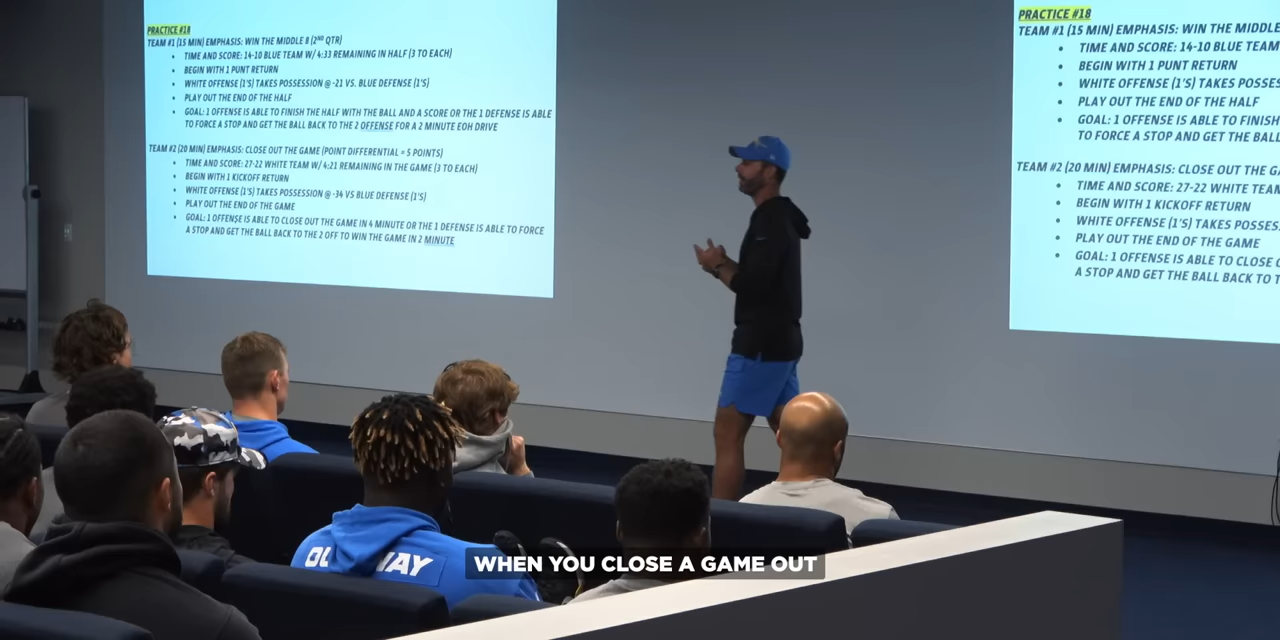 PRACTICE #18
TEAM #1 (15 MIN) EMPHASIS: WIN THE MIDDLE 8 (2ND QTR)
• TIME AND SCORE: 14-10 BLUE TEAM W/ 4:33 REMAINING IN HALF (3 TO EACH)
• BEGIN WITH 1 PUNT RETURN
• WHITE OFFENSE (1'S) TAKES POSSESSION @ -21 VS. BLUE DEFENSE (1'S)
• PLAY OUT THE END OF THE HALF
• GOAL: 1 OFFENSE IS ABLE TO FINISH THE HALF WITH THE BALL AND A SCORE OR THE 1 DEFENSE IS ABLE
TO FORCE A STOP AND GET THE BALL BACK TO THE 2 OFFENSE FOR A 2 MINUTE EOH DRIVE
TEAM #2 (20 MIN) EMPHASIS: CLOSE OUT THE GAME (POINT DIFFERENTIAL = 5 POINTS)
• TIME AND SCORE: 27-22 WHITE TEAM W/ 4:21 REMAINING IN THE GAME (3 TO EACH)
• BEGIN WITH 1 KICKOFF RETURN
• WHITE OFFENSE (1'S) TAKES POSSESSION @ -34 VS BLUE DEFENSE (1'S)
• PLAY OUT THE END OF THE GAME
• GOAL: 1 OFFENSE IS ABLE TO CLOSE OUT THE GAME IN 4 MINUTE OR THE 1 DEFENSE IS ABLE TO FORCE
A STOP AND GET THE BALL BACK TO THE 2 OFF TO WIN THE GAME IN 2 MINUTE
PRACTICE #18
TEAM #1 (15 MIN) EMPHASIS: WIN THE MIDDLE
• TIME AND SCORE: 14-10 BLUE TEAM
• BEGIN WITH 1 PUNT RETURN
• WHITE OFFENSE (1'S) TAKES POSSES
• PLAY OUT THE END OF THE HALF
• GOAL: 1 OFFENSE IS ABLE TO FINISH
TO FORCE A STOP AND GET THE BALL
TEAM #2 (20 MIN) EMPHASIS: CLOSE OUT THE GA
• TIME AND SCORE: 27-22 WHITE TEAM
• BEGIN WITH 1 KICKOFF RETURN
• WHITE OFFENSE (1'S) TAKES POSSES
• PLAY OUT THE END OF THE GAME
• GOAL: 1 OFFENSE IS ABLE TO CLOSE
A STOP AND GET THE BALL BACK TO
WHEN YOU CLOSE A GAME OUT